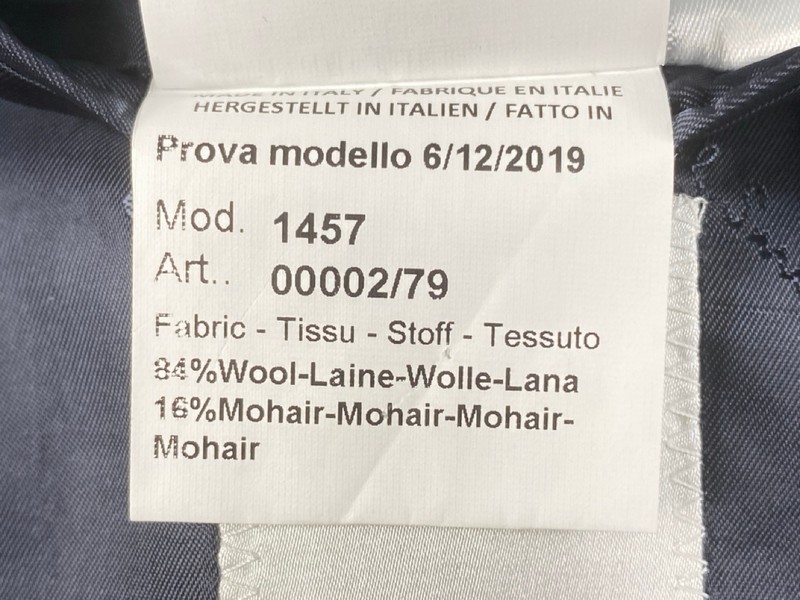 MADE IN ITALY / FABRIQUE EN ITALIE
HERGESTELLT IN ITALIEN / FATTO IN
Prova modello 6/12/2019
Mod. 1457
Art.. 00002/79
Fabric - Tissu - Stoff - Tessuto
84%Wool-Laine-Wolle-Lana
16%Mohair-Mohair-Mohair-
Mohair